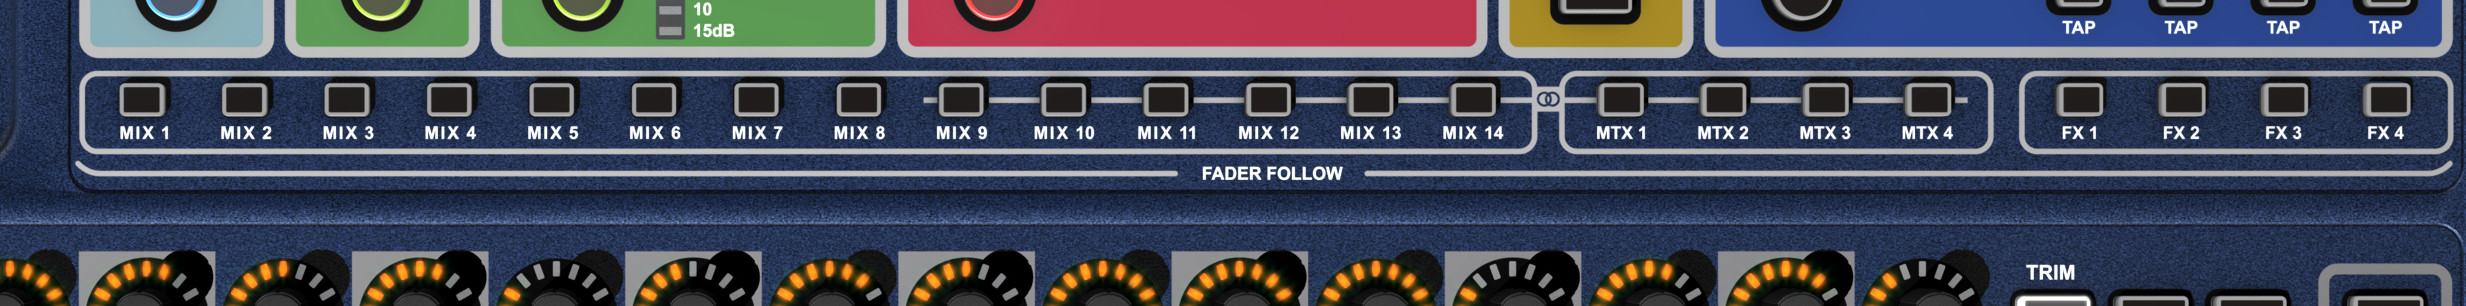 10
15dB
TAP TAP TAP TAP
MIX 1 MIX 2 MIX 3 MIX 4 MIX 5 MIX 6 MIX 7 MIX 8 MIX 9 MIX 10 MIX 11 MIX 12 MIX 13 MIX 14 MTX 1 MTX 2 MTX 3 MTX 4 FX 1 FX 2 FX 3 FX 4
FADER FOLLOW
TRIM